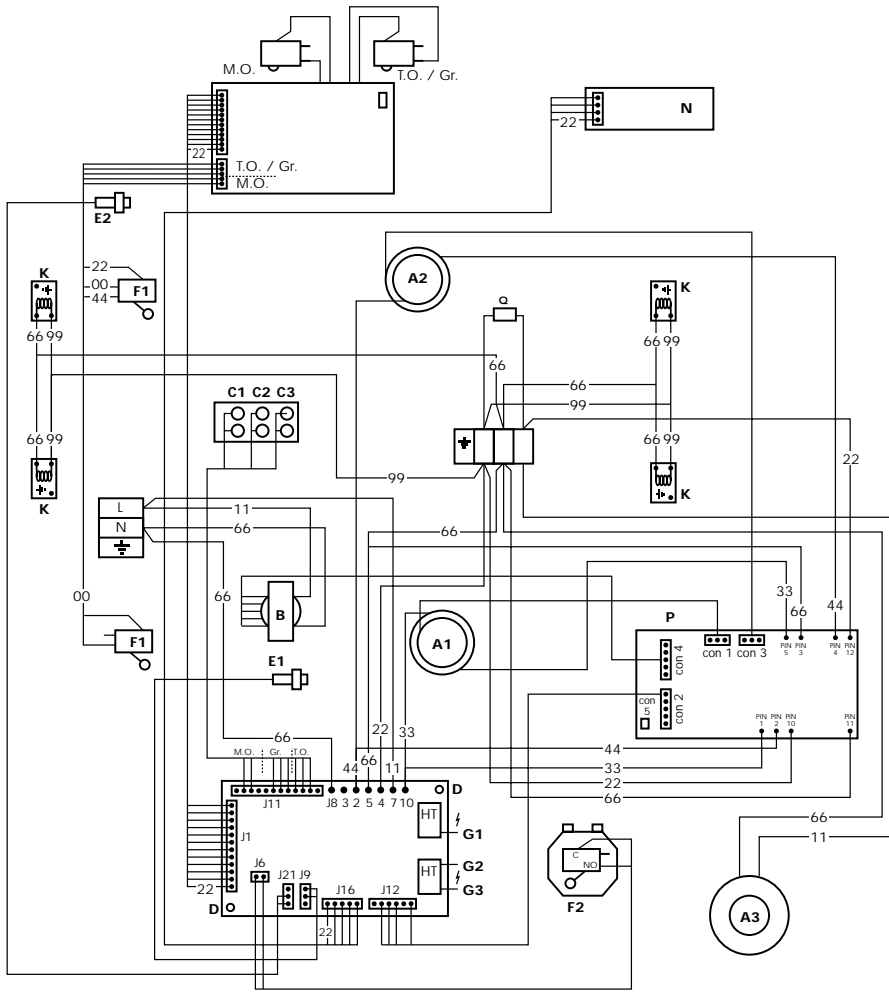 M.O.
T.O. / Gr.
N
22
22
T.O. / Gr.
M.O.
E2
A2
22
K
00
F1
44
Q
K
66 99
66 99
66
66
C1 C2 C3
99
66 99
66 99
22
99
K
K
L
11
N
66
66
00
66
33
66
44
B
P
F1
A1
PIN 5
PIN 3
PIN 4
PIN 12
con 4
con 1
con 3
E1
con 5
con 2
22
33
PIN 1
PIN 2
PIN 10
PIN 11
66
44
66
11
44
M.O.
Gr.
T.O.
33
22
D
66
J11
J8 3 2 5 4 7 10
HT
G1
66
11
J1
C
NO
J6
J21 J9
HT
G2
22
J16
J12
G3
D
F2
A3
22